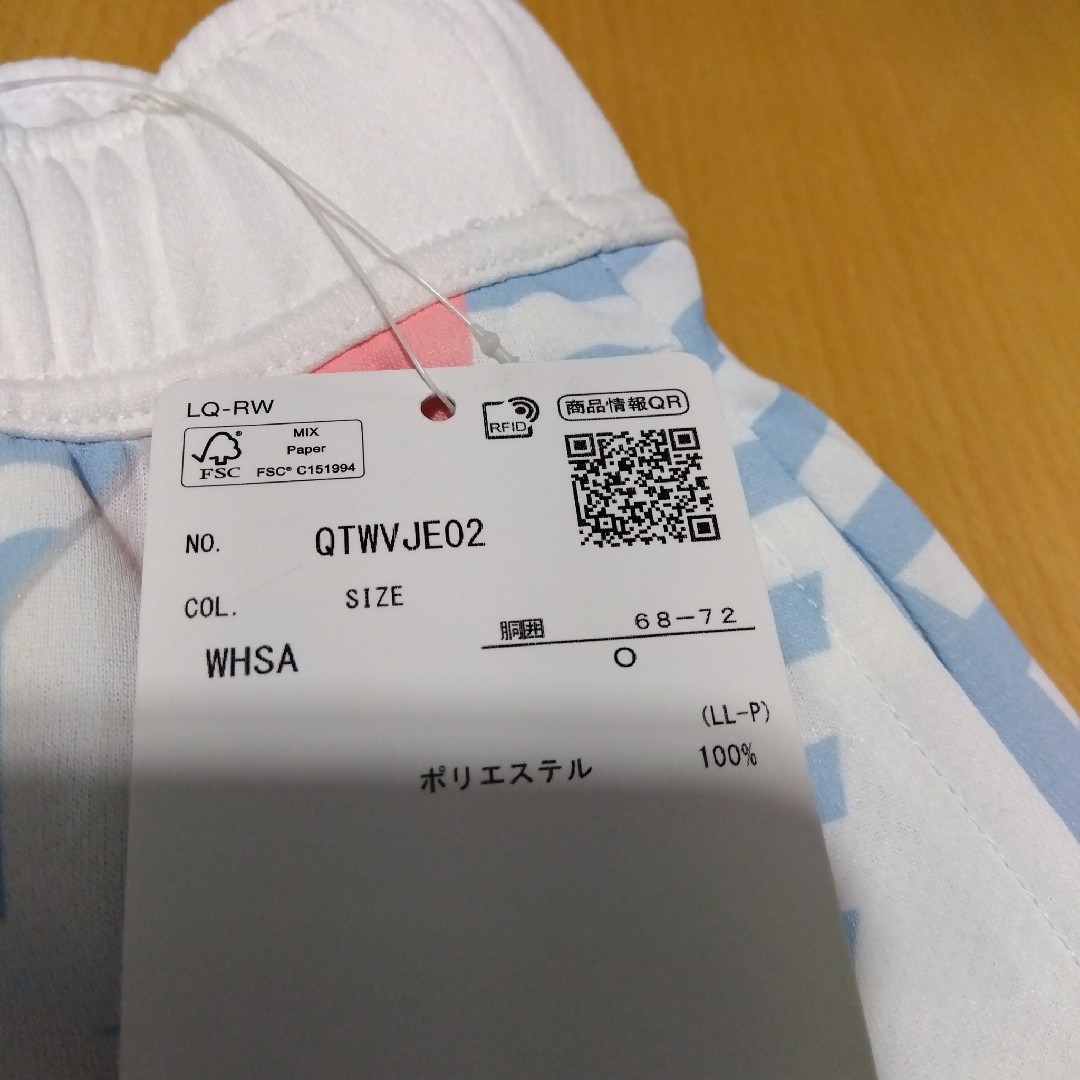 LQ-RW
FSC®
MIX
Paper
FSC® C151994
RFID
商品情報QR
NO. QTWVJE02
COL. SIZE
WHSA
胴囲 68-72
O
(LL-P)
ポリエステル 100%